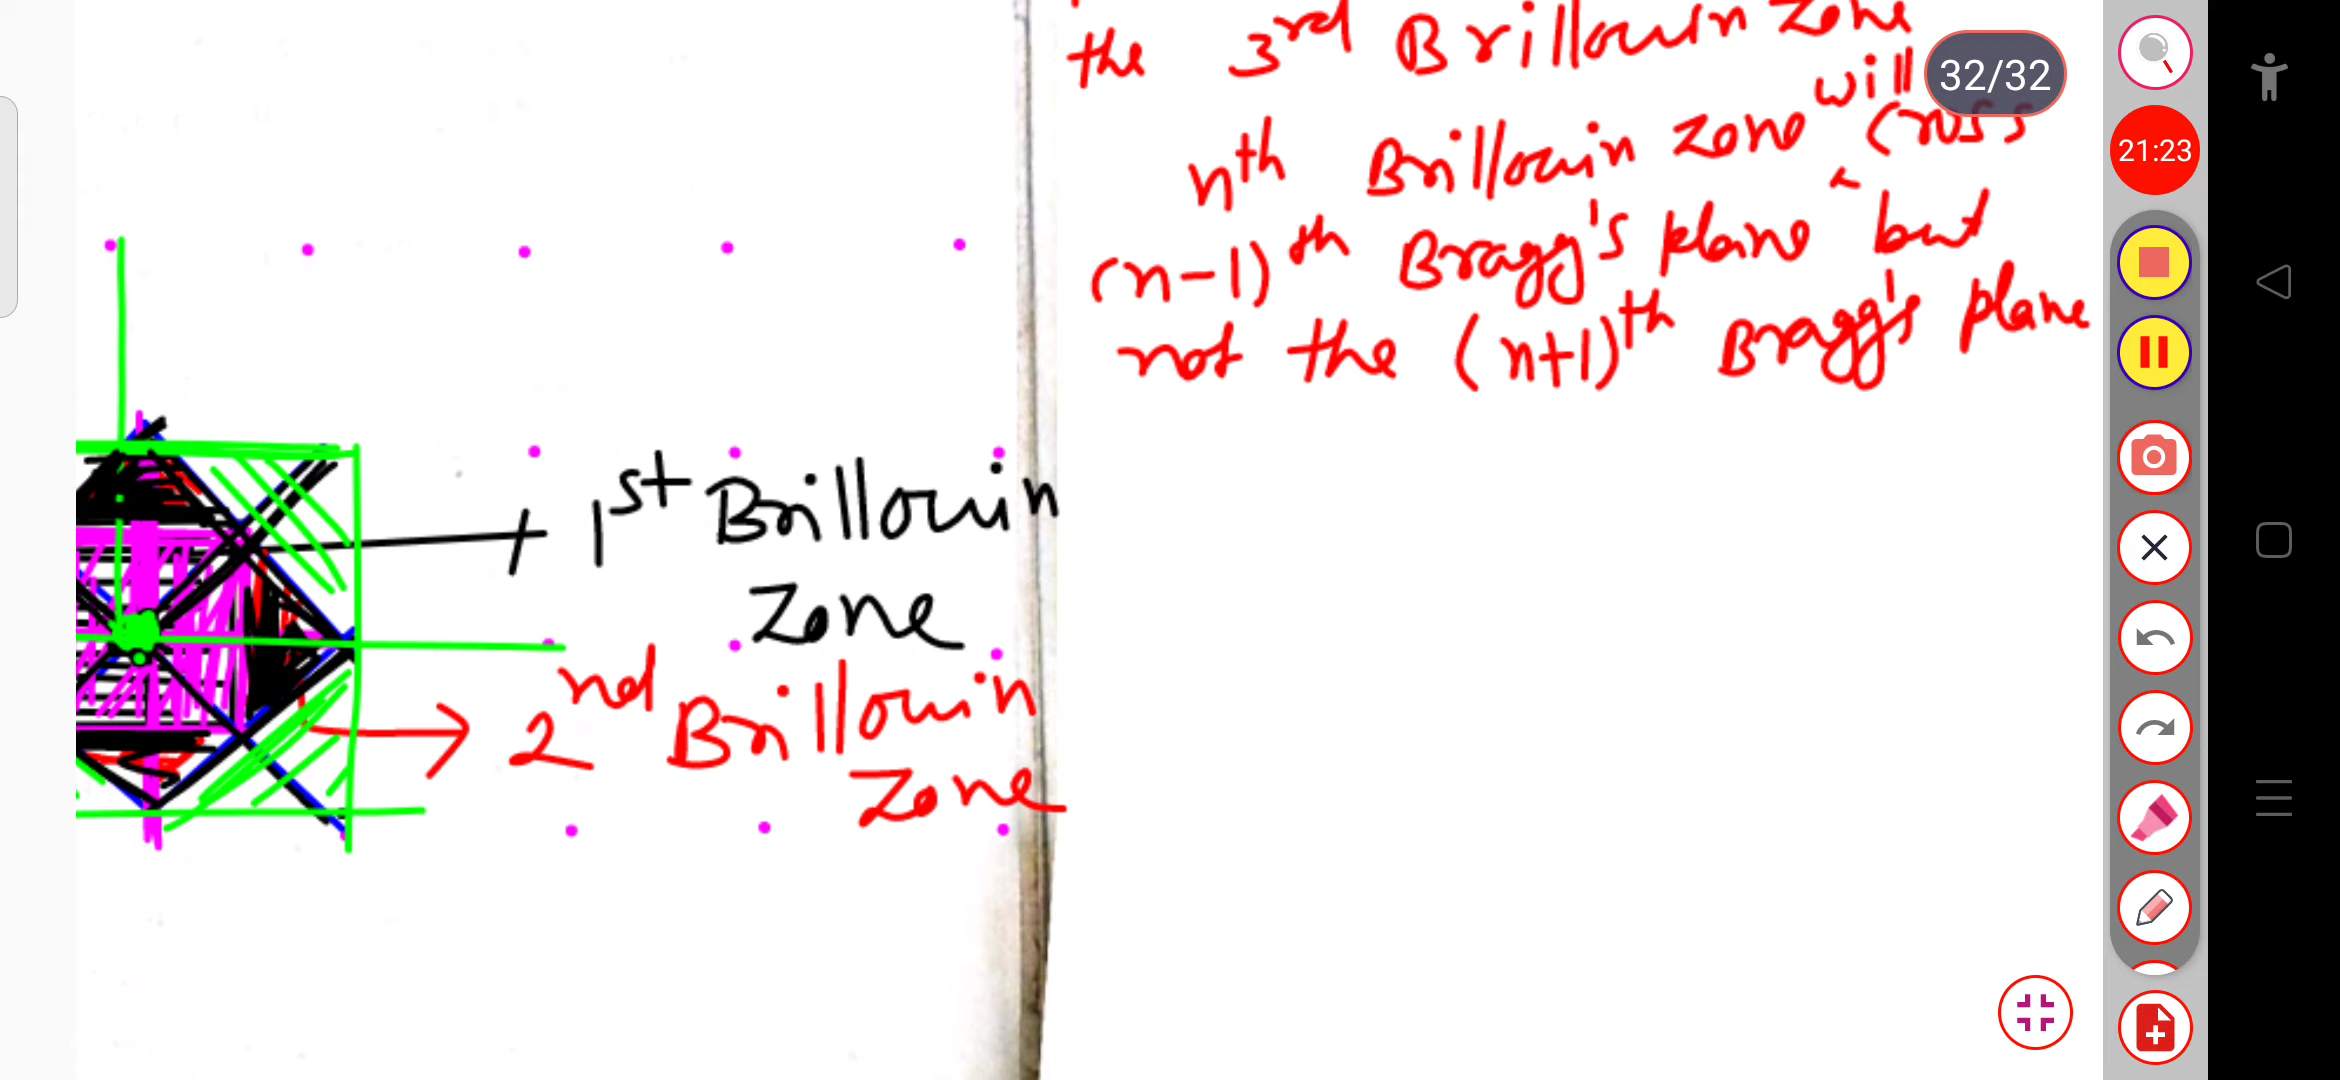 the 3rd Brillouin zone
nth Brillouin zone will cross
(n-1)th Bragg's plane but
not the (n+1)th Bragg's plane
1st Brillouin
zone
2nd Brillouin
zone
32/32
21:23